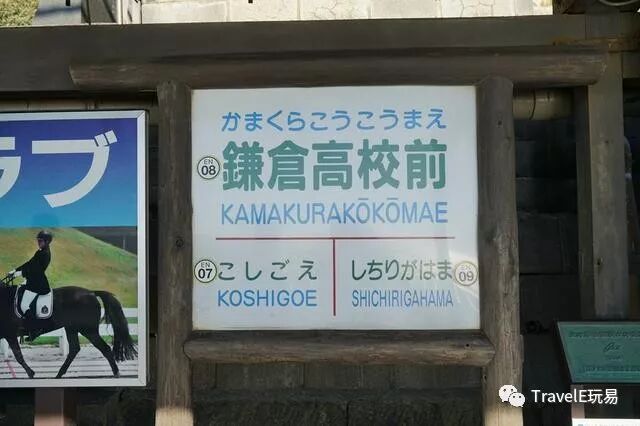 ラブ
かまくらこうこうまえ
EN
08
鎌倉高校前
KAMAKURAKŌKŌMAE
EN
07
こしごえ
KOSHIGOE
しちりがはま
SHICHIRIGAHAMA
EN
09
TravelE玩易